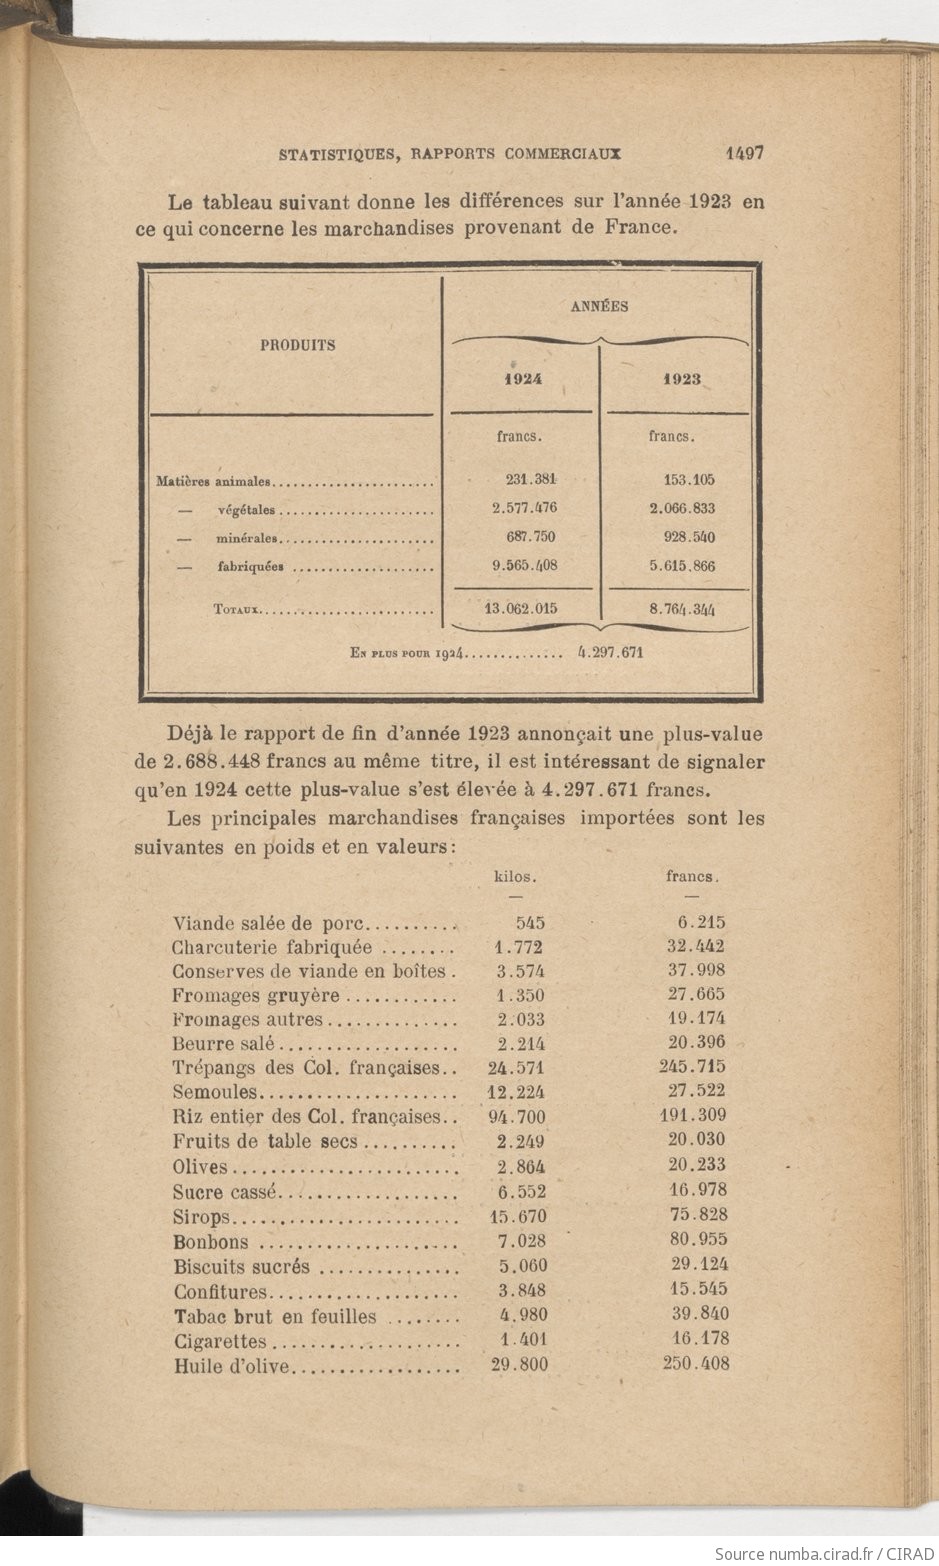 STATISTIQUES, RAPPORTS COMMERCIAUX 1497
Le tableau suivant donne les différences sur l'année 1923 en
ce qui concerne les marchandises provenant de France.
PRODUITS
ANNÉES
1924 1923
francs. francs.
Matières animales...................... 231.381 153.105
— végétales...................... 2.577.476 2.066.833
— minérales...................... 687.750 928.540
— fabriquées .................... 9.565.408 5.615.866
TOTAUX......................... 13.062.015 8.764.344
EN PLUS POUR 1924.............. 4.297.671
Déjà le rapport de fin d'année 1923 annonçait une plus-value
de 2.688.448 francs au même titre, il est intéressant de signaler
qu'en 1924 cette plus-value s'est élevée à 4.297.671 francs.
Les principales marchandises françaises importées sont les
suivantes en poids et en valeurs:
kilos. francs.
— —
Viande salée de porc.......... 545 6.215
Charcuterie fabriquée ........ 1.772 32.442
Conserves de viande en boîtes . 3.574 37.998
Fromages gruyère ............ 1.350 27.665
Fromages autres.............. 2.033 19.174
Beurre salé................... 2.214 20.396
Trépangs des Col. françaises.. 24.571 245.715
Semoules..................... 12.224 27.522
Riz entier des Col. françaises.. 94.700 191.309
Fruits de table secs.......... 2.249 20.030
Olives........................ 2.864 20.233
Sucre cassé................... 6.552 16.978
Sirops........................ 15.670 75.828
Bonbons ..................... 7.028 80.955
Biscuits sucrés ............... 5.060 29.124
Confitures.................... 3.848 15.545
Tabac brut en feuilles ........ 4.980 39.840
Cigarettes.................... 1.401 16.178
Huile d'olive.................. 29.800 250.408
Source numba.cirad.fr / CIRAD